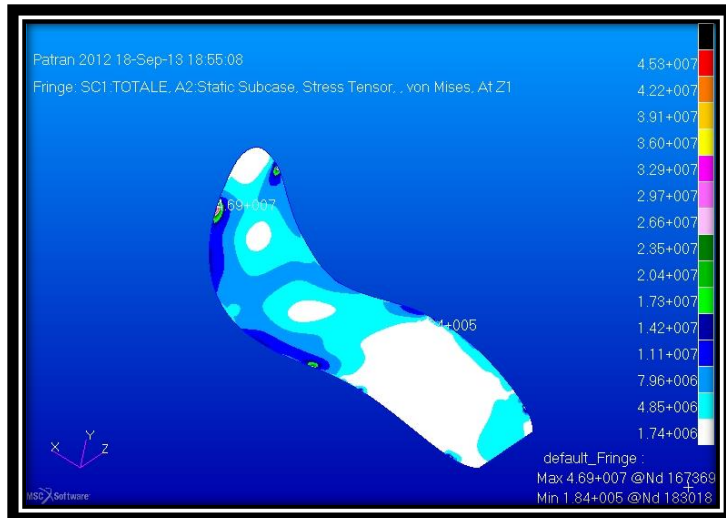 Patran 2012 18-Sep-13 18:55:08
Fringe: SC1:TOTALE, A2:Static Subcase, Stress Tensor, , von Mises, At Z1
4.53+007
4.22+007
3.91+007
3.60+007
3.29+007
2.97+007
2.66+007
2.35+007
2.04+007
1.73+007
1.42+007
1.11+007
7.96+006
4.85+006
1.74+006
.69+007
4+005
X
Y
Z
default_Fringe :
Max 4.69+007 @Nd 167369
Min 1.84+005 @Nd 183018
MSC Software